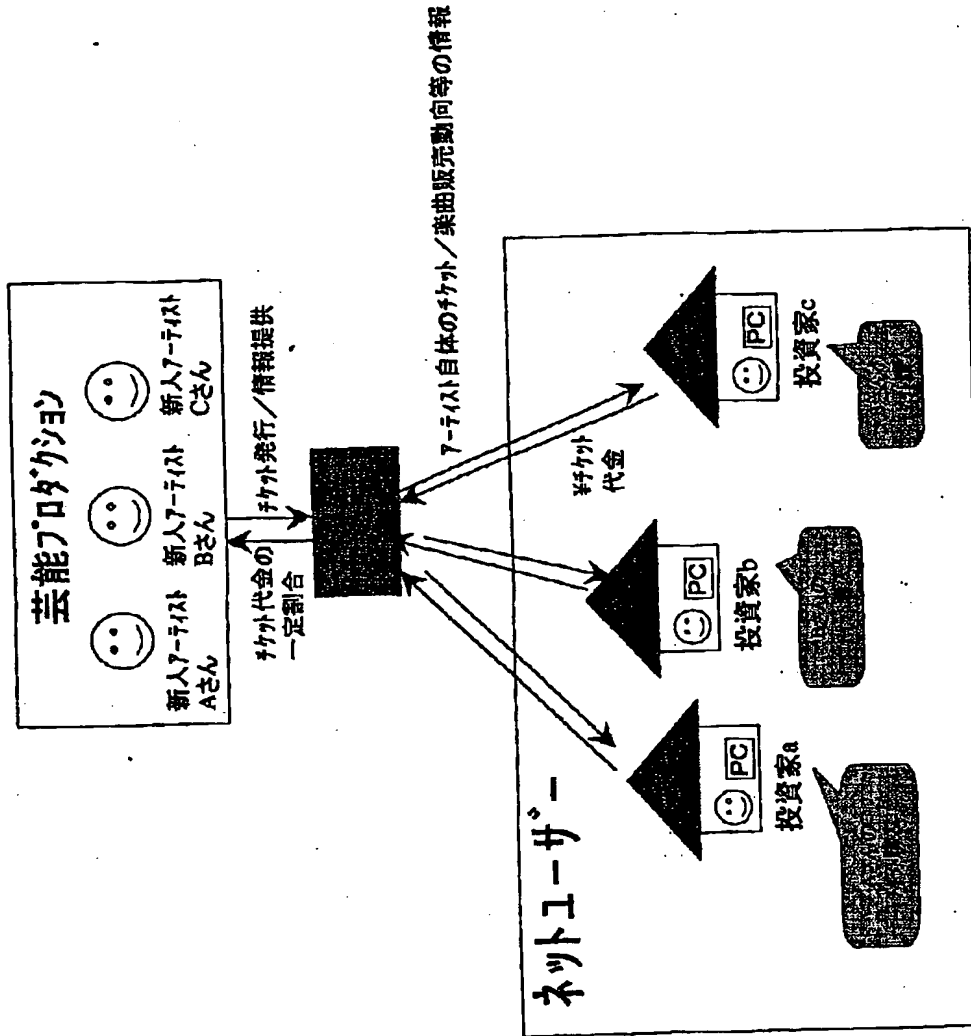 芸能プロダクション
新人アーティスト
Aさん
新人アーティスト
Bさん
新人アーティスト
Cさん
チケット代金の
一定割合
チケット発行/情報提供
アーティスト自体のチケット/楽曲販売動向等の情報
¥チケット
代金
ネットユーザー
PC
投資家a
PC
投資家b
PC
投資家c